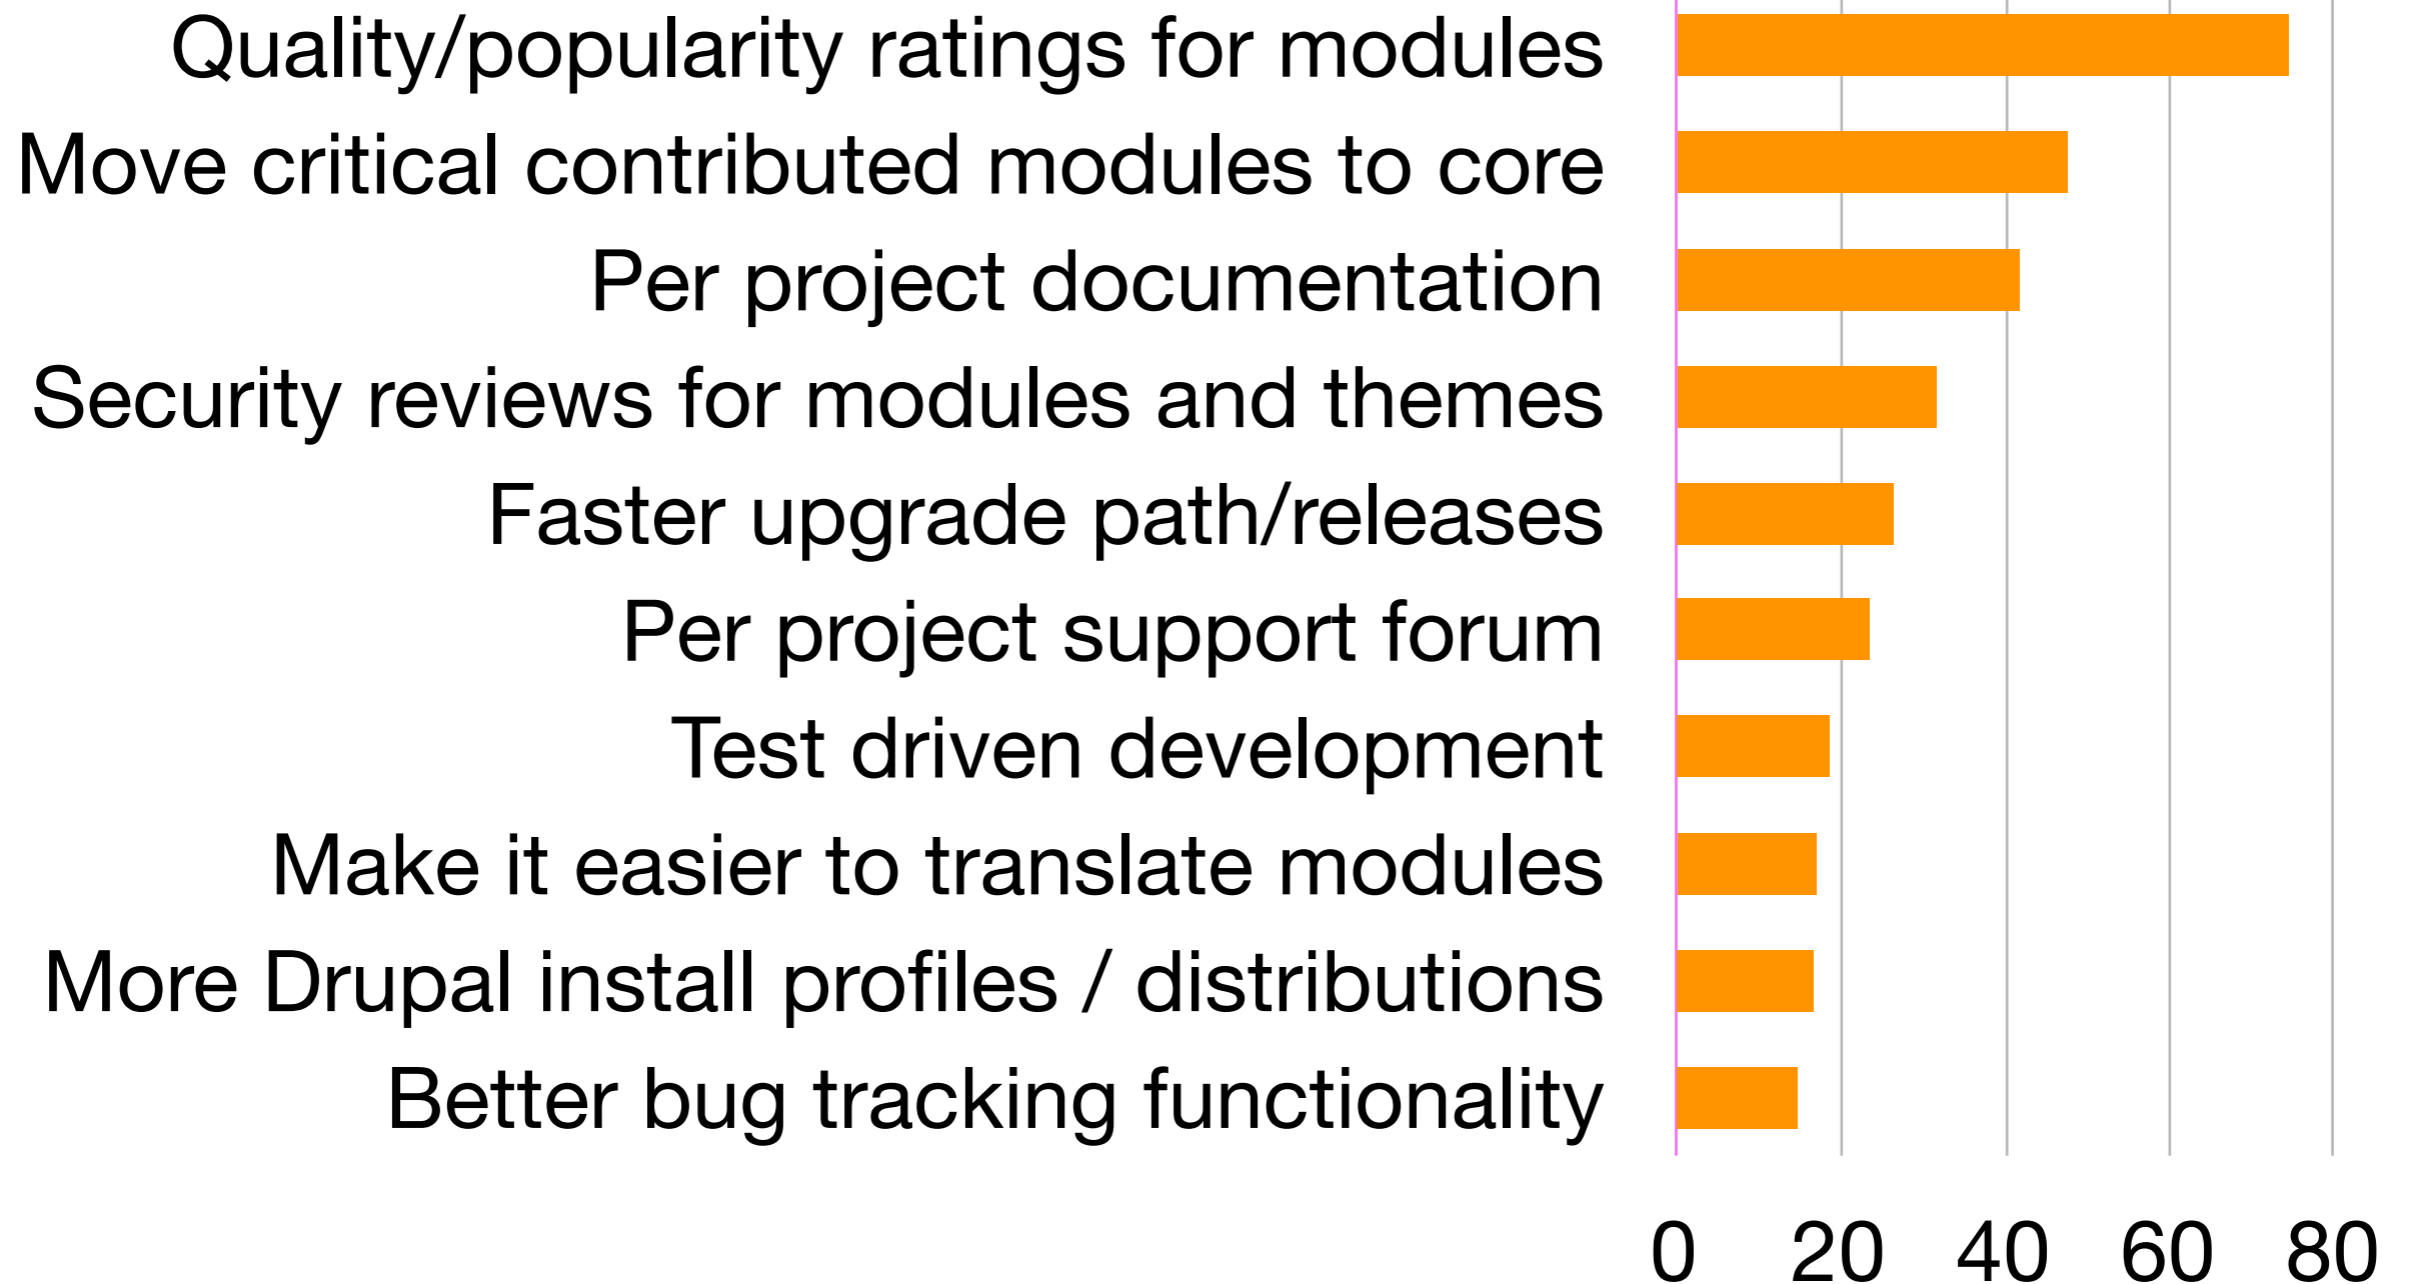 Quality/popularity ratings for modules
Move critical contributed modules to core
Per project documentation
Security reviews for modules and themes
Faster upgrade path/releases
Per project support forum
Test driven development
Make it easier to translate modules
More Drupal install profiles / distributions
Better bug tracking functionality
0 20 40 60 80